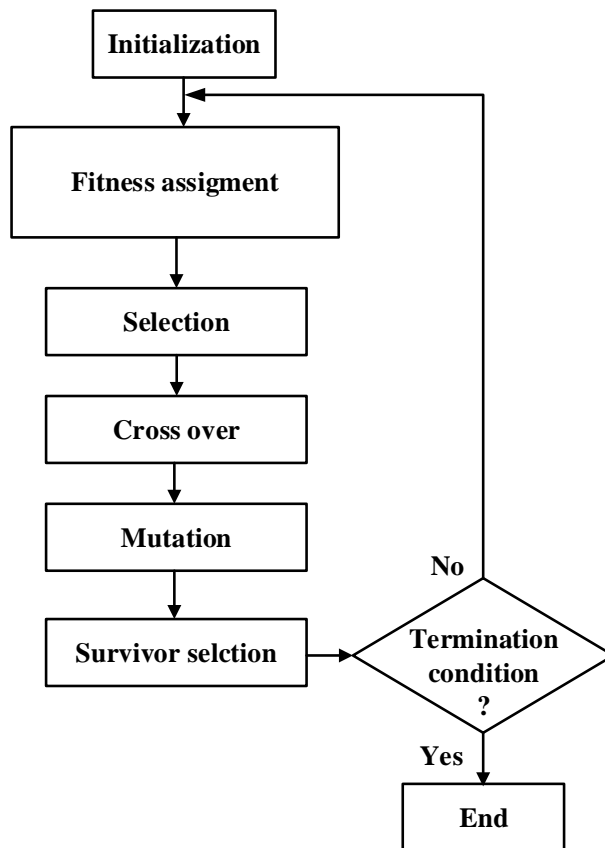 Initialization
Fitness assigment
Selection
Cross over
Mutation
Survivor selction
No
Termination
condition
?
Yes
End